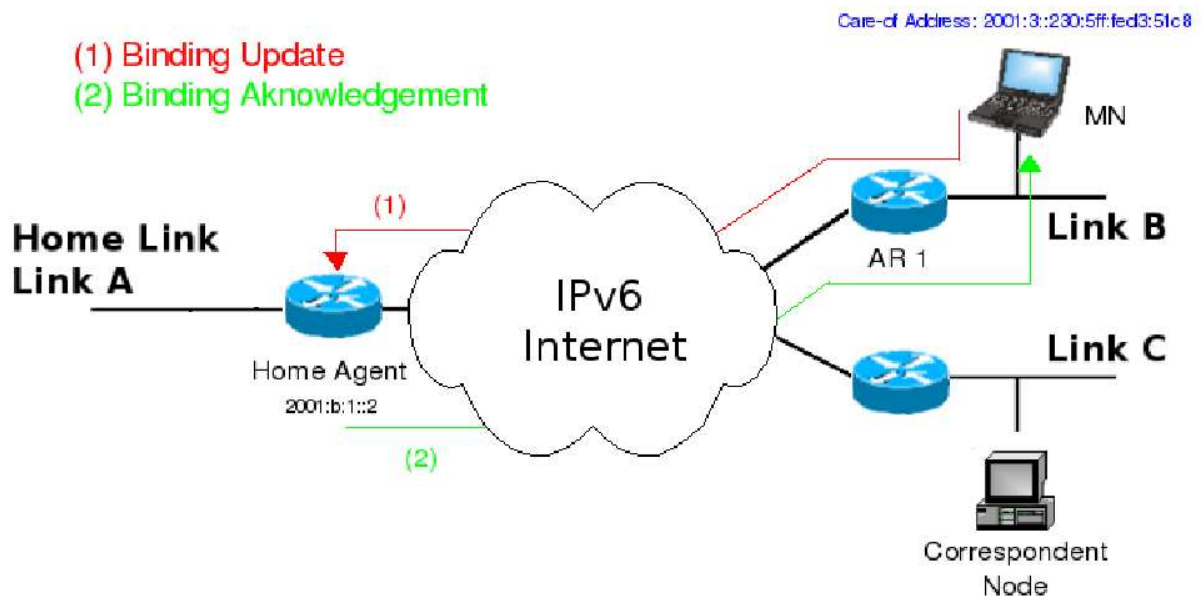 Care-of Address: 2001:3::230:5ff:fed3:51c8
(1) Binding Update
(2) Binding Aknowledgement
MN
(1)
Home Link
Link A
Link B
AR 1
IPv6
Internet
Link C
Home Agent
2001:b:1::2
(2)
Correspondent
Node